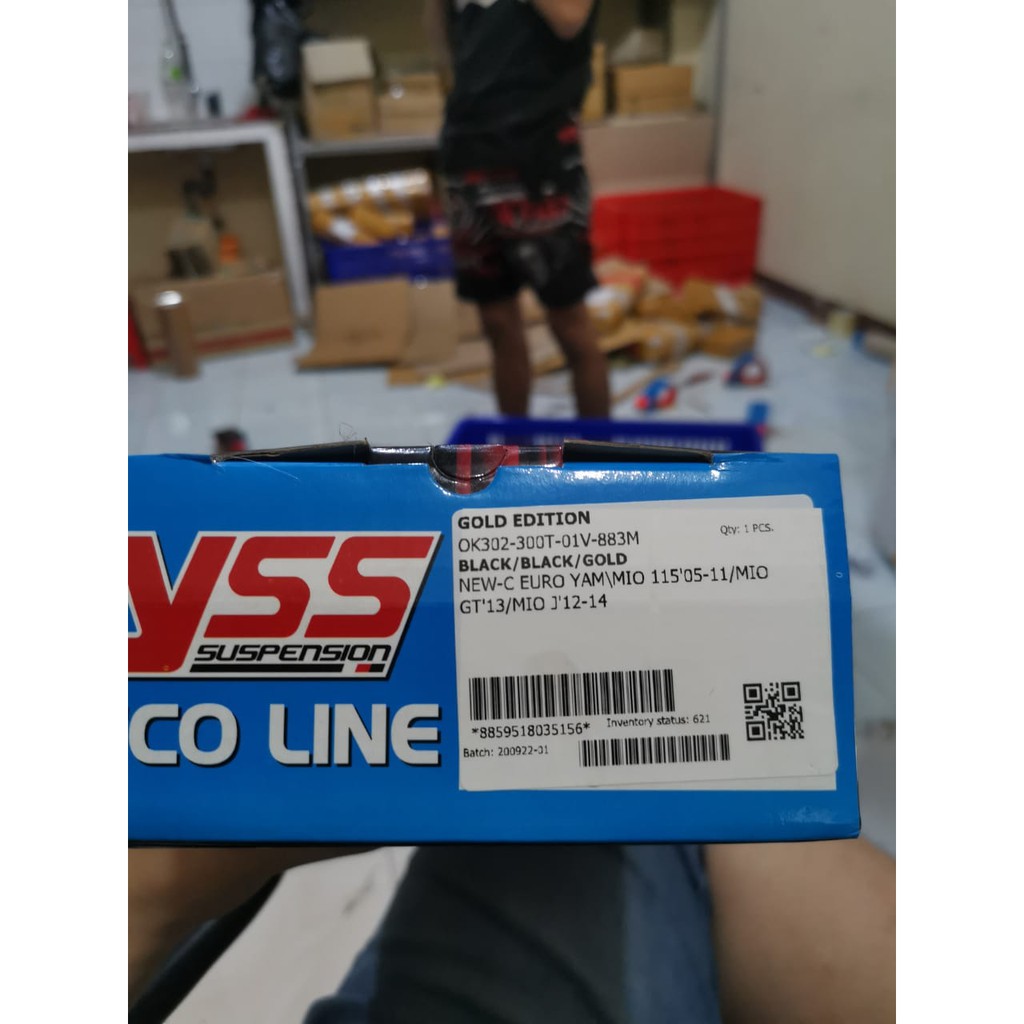 YSS
SUSPENSION
CO LINE
GOLD EDITION
OK302-300T-01V-883M
Qty: 1 PCS.
BLACK/BLACK/GOLD
NEW-C EURO YAM\MIO 115'05-11/MIO
GT'13/MIO J'12-14
*8859518035156*
Inventory status: 621
Batch: 200922-01